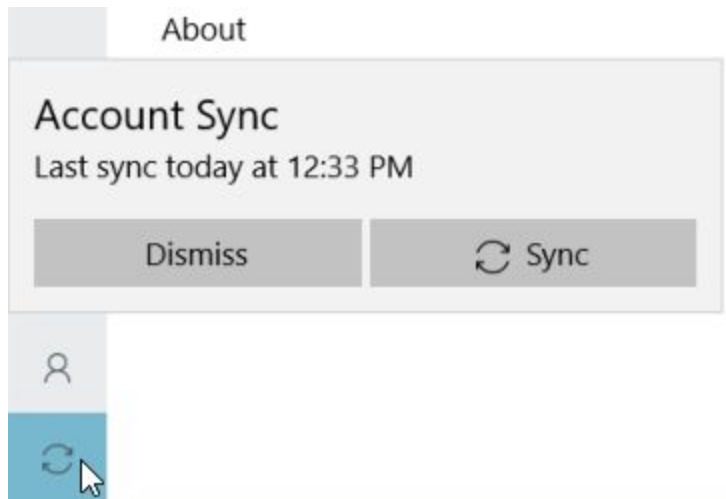 About
Account Sync
Last sync today at 12:33 PM
Dismiss
Sync